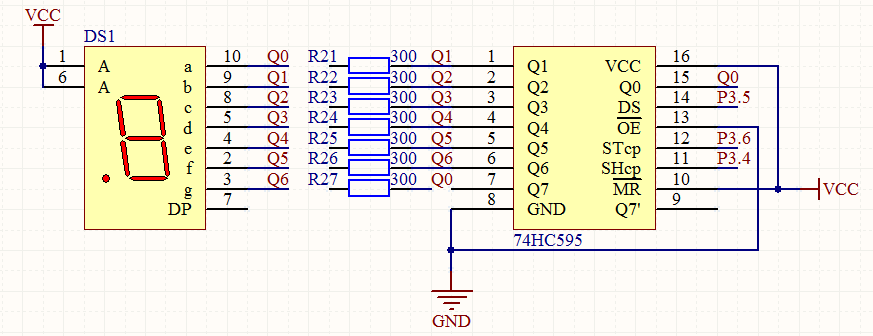 VCC
DS1
1 A a 10 Q0 R21 300 Q1 1 Q1 VCC 16
6 A b 9 Q1 R22 300 Q2 2 Q2 Q0 15 Q0
c 8 Q2 R23 300 Q3 3 Q3 DS 14 P3.5
d 5 Q3 R24 300 Q4 4 Q4 OE 13
e 4 Q4 R25 300 Q5 5 Q5 STcp 12 P3.6
f 2 Q5 R26 300 Q6 6 Q6 SHcp 11 P3.4
g 3 Q6 R27 300 Q0 7 Q7 MR 10 VCC
DP 7 8 GND Q7' 9
74HC595
GND